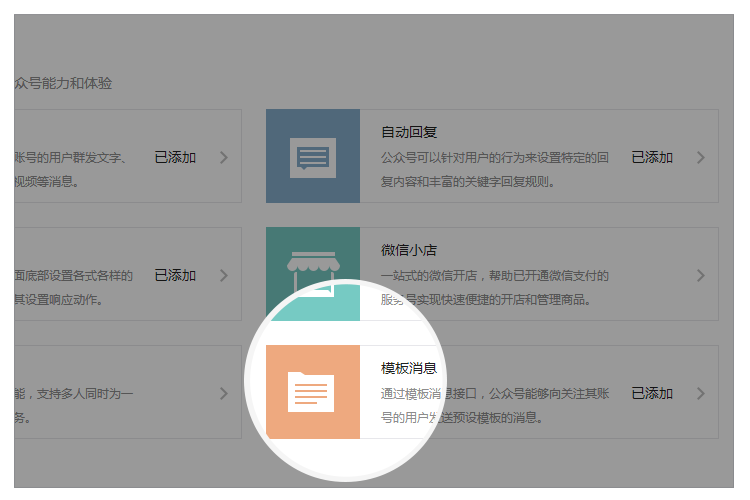 众号能力和体验
账号的用户群发文字、
视频等消息。
已添加
自动回复
公众号可以针对用户的行为来设置特定的回
复内容和丰富的关键字回复规则。
已添加
面底部设置各式各样的
其设置响应动作。
已添加
微信小店
一站式的微信开店，帮助已开通微信支付的
服务号实现快速便捷的开店和管理商品。
能，支持多人同时为一
务。
模板消息
通过模板消息接口，公众号能够向关注其账
号的用户发送预设模板的消息。
已添加